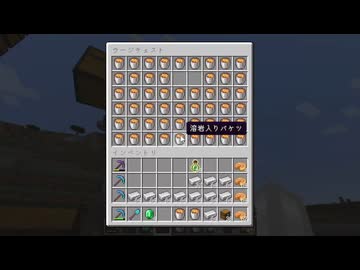 ラージチェスト
溶岩入りバケツ
インベントリ